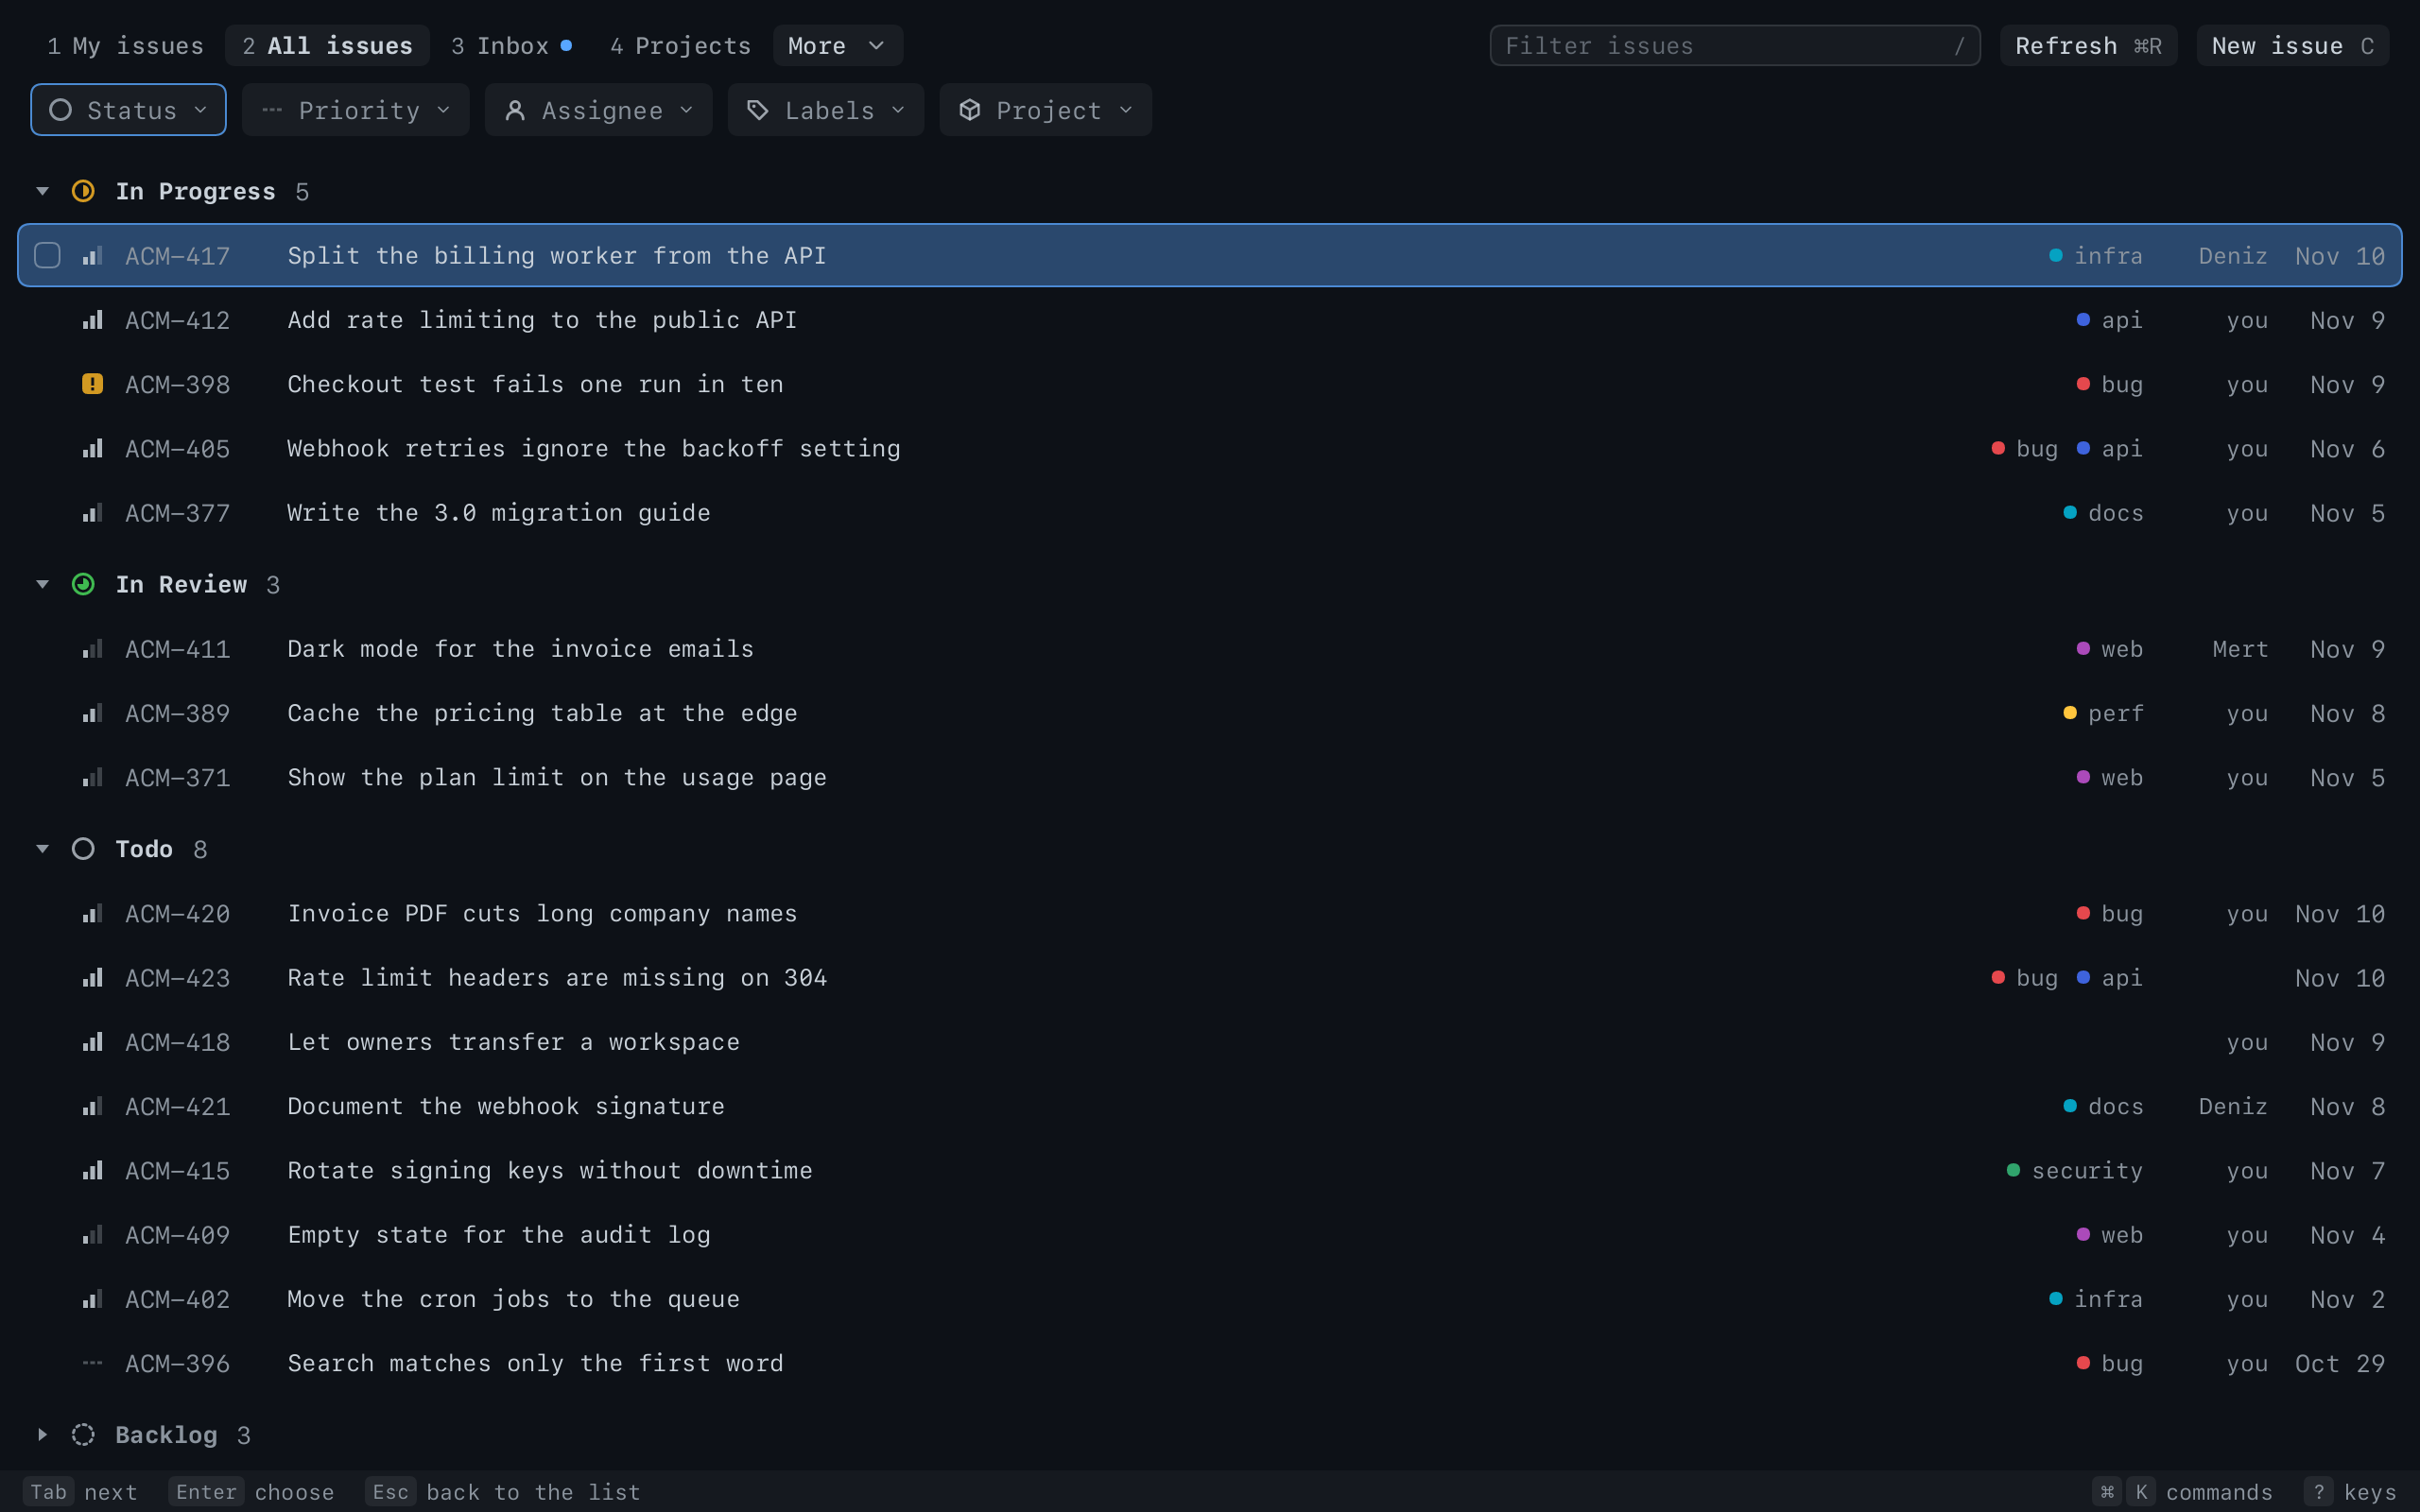 1 My issues 2 All issues 3 Inbox 4 Projects More Filter issues / Refresh ⌘R New issue C
Status Priority Assignee Labels Project
In Progress 5
ACM-417 Split the billing worker from the API infra Deniz Nov 10
ACM-412 Add rate limiting to the public API api you Nov 9
ACM-398 Checkout test fails one run in ten bug you Nov 9
ACM-405 Webhook retries ignore the backoff setting bug api you Nov 6
ACM-377 Write the 3.0 migration guide docs you Nov 5
In Review 3
ACM-411 Dark mode for the invoice emails web Mert Nov 9
ACM-389 Cache the pricing table at the edge perf you Nov 8
ACM-371 Show the plan limit on the usage page web you Nov 5
Todo 8
ACM-420 Invoice PDF cuts long company names bug you Nov 10
ACM-423 Rate limit headers are missing on 304 bug api Nov 10
ACM-418 Let owners transfer a workspace you Nov 9
ACM-421 Document the webhook signature docs Deniz Nov 8
ACM-415 Rotate signing keys without downtime security you Nov 7
ACM-409 Empty state for the audit log web you Nov 4
ACM-402 Move the cron jobs to the queue infra you Nov 2
ACM-396 Search matches only the first word bug you Oct 29
Backlog 3
Tab next Enter choose Esc back to the list ⌘ K commands ? keys